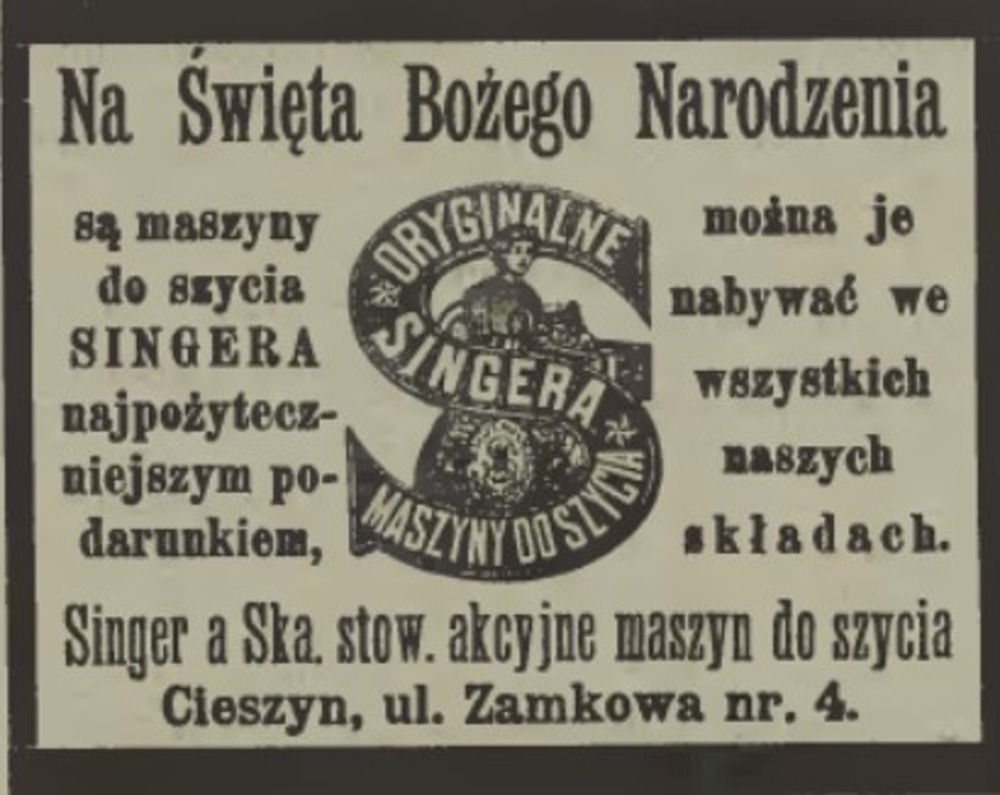 Na Święta Bożego Narodzenia
są maszyny
do szycia
SINGERA
najpożytecz-
niejszym po-
darunkiem,
ORYGINALNE
SINGERA
MASZYNY DO SZYCIA
można je
nabywać we
wszystkich
naszych
składach.
Singer a Ska. stow. akcyjne maszyn do szycia
Cieszyn, ul. Zamkowa nr. 4.